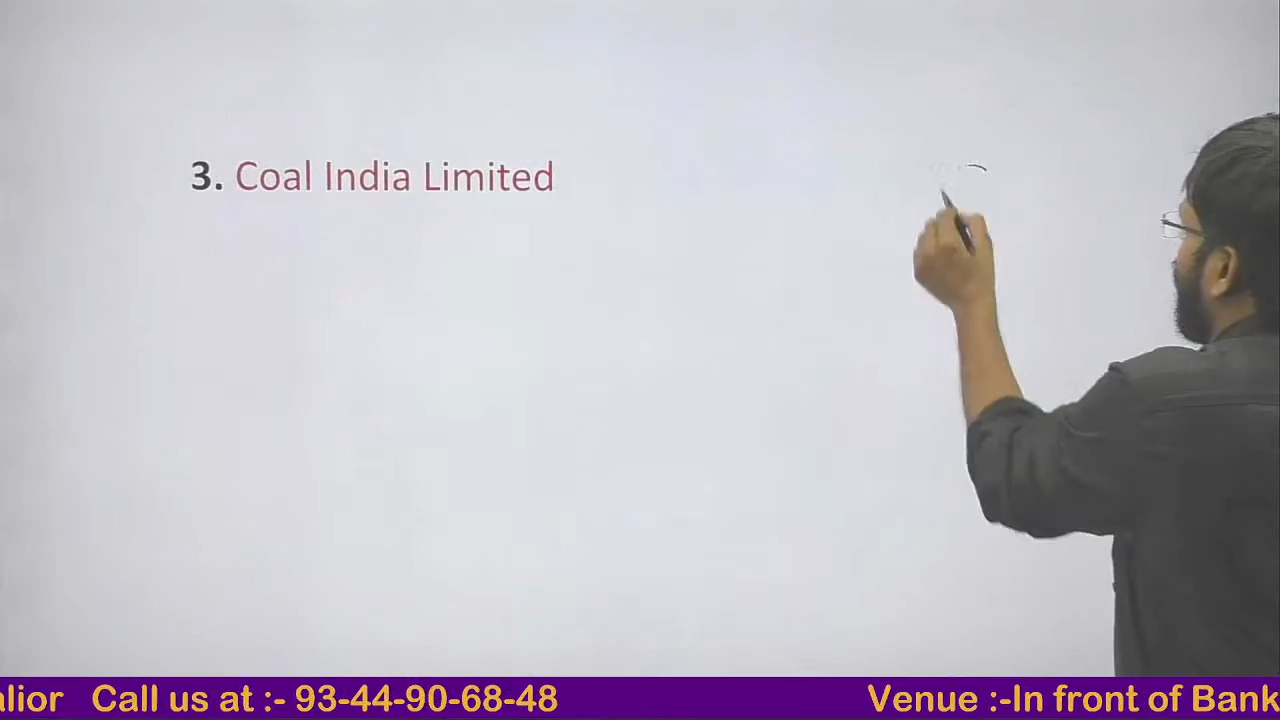 3. Coal India Limited
alior Call us at :- 93-44-90-68-48 Venue :-In front of Bank